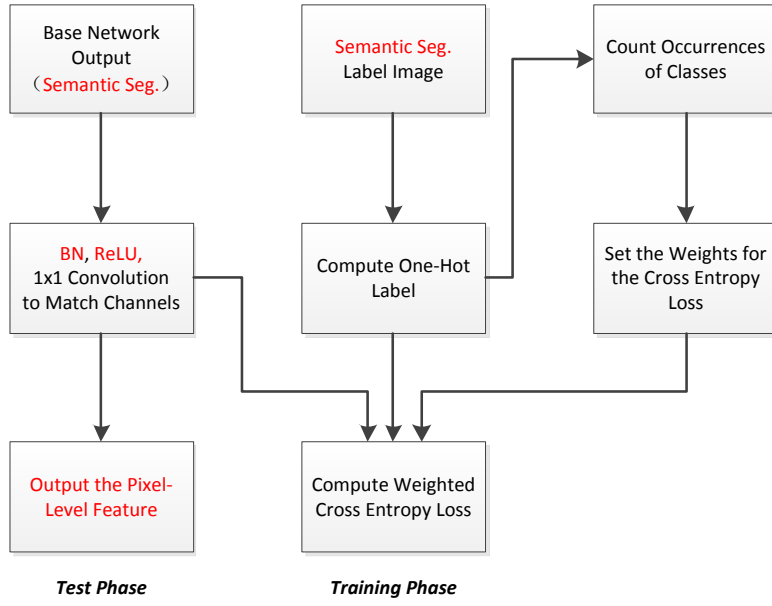 Base Network
Output
（Semantic Seg.）
Semantic Seg.
Label Image
Count Occurrences
of Classes
BN, ReLU,
1x1 Convolution
to Match Channels
Compute One-Hot
Label
Set the Weights for
the Cross Entropy
Loss
Output the Pixel-
Level Feature
Compute Weighted
Cross Entropy Loss
Test Phase
Training Phase